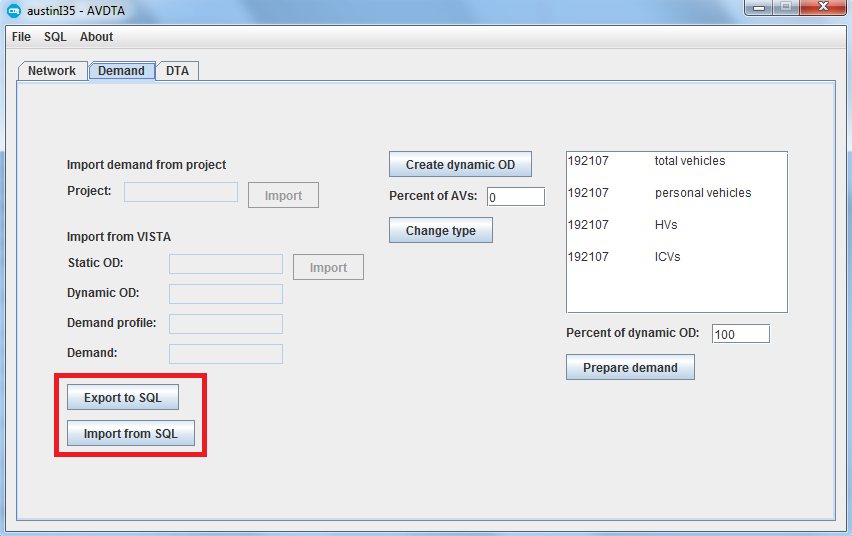 austinI35 - AVDTA
File SQL About
Network Demand DTA
Import demand from project
Project: Import
Import from VISTA
Static OD: Import
Dynamic OD:
Demand profile:
Demand:
Export to SQL
Import from SQL
Create dynamic OD
Percent of AVs: 0
Change type
192107 total vehicles
192107 personal vehicles
192107 HVs
192107 ICVs
Percent of dynamic OD: 100
Prepare demand